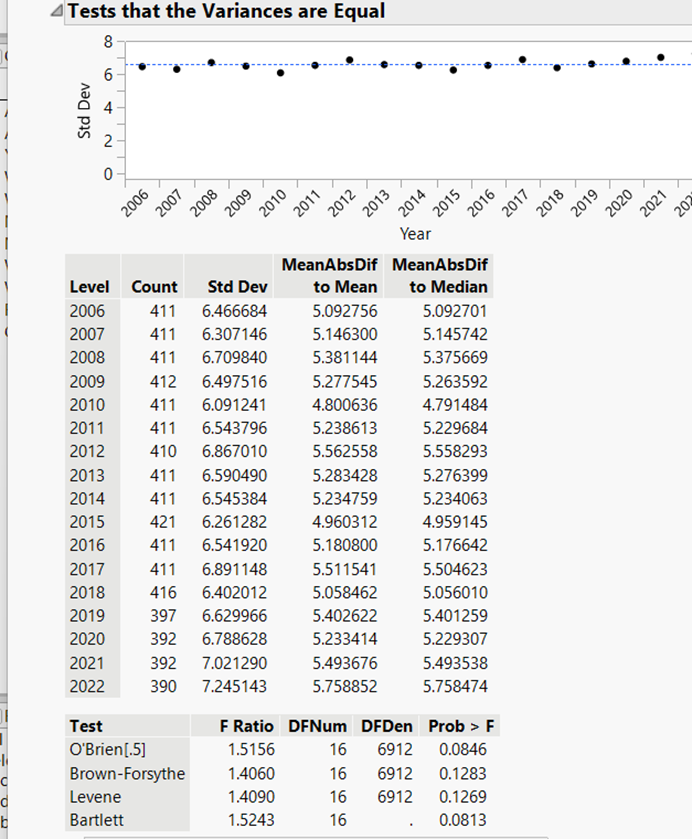 Tests that the Variances are Equal
8
6
4
2
0
Std Dev
2006 2007 2008 2009 2010 2011 2012 2013 2014 2015 2016 2017 2018 2019 2020 2021
Year
Level Count Std Dev MeanAbsDif to Mean MeanAbsDif to Median
2006 411 6.466684 5.092756 5.092701
2007 411 6.307146 5.146300 5.145742
2008 411 6.709840 5.381144 5.375669
2009 412 6.497516 5.277545 5.263592
2010 411 6.091241 4.800636 4.791484
2011 411 6.543796 5.238613 5.229684
2012 410 6.867010 5.562558 5.558293
2013 411 6.590490 5.283428 5.276399
2014 411 6.545384 5.234759 5.234063
2015 421 6.261282 4.960312 4.959145
2016 411 6.541920 5.180800 5.176642
2017 411 6.891148 5.511541 5.504623
2018 416 6.402012 5.058462 5.056010
2019 397 6.629966 5.402622 5.401259
2020 392 6.788628 5.233414 5.229307
2021 392 7.021290 5.493676 5.493538
2022 390 7.245143 5.758852 5.758474
Test F Ratio DFNum DFDen Prob > F
O'Brien[.5] 1.5156 16 6912 0.0846
Brown-Forsythe 1.4060 16 6912 0.1283
Levene 1.4090 16 6912 0.1269
Bartlett 1.5243 16 . 0.0813